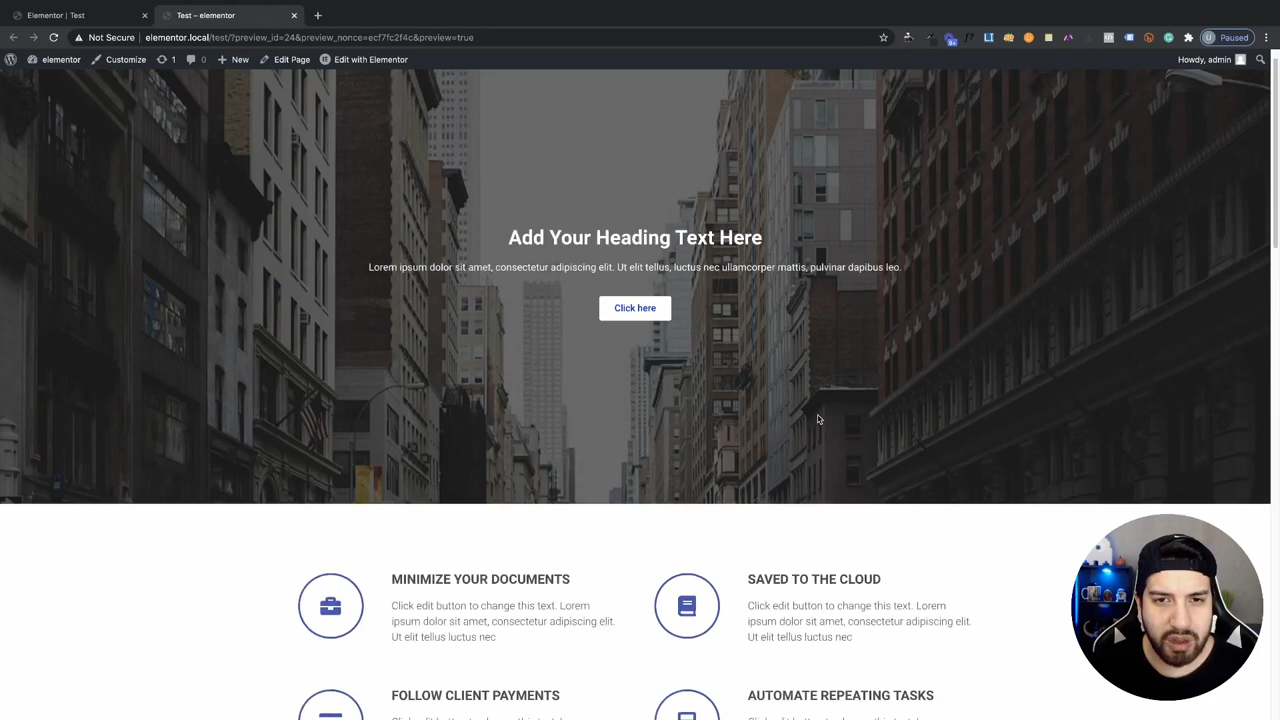 Elementor | Test
Test – elementor
Not Secure
elementor.local/test/?preview_id=24&preview_nonce=ecf7fc2f4c&preview=true
Paused
elementor
Customize
1
0
New
Edit Page
Edit with Elementor
Howdy, admin
Add Your Heading Text Here
Lorem ipsum dolor sit amet, consectetur adipiscing elit. Ut elit tellus, luctus nec ullamcorper mattis, pulvinar dapibus leo.
Click here
MINIMIZE YOUR DOCUMENTS
Click edit button to change this text. Lorem
ipsum dolor sit amet, consectetur adipiscing elit.
Ut elit tellus luctus nec
SAVED TO THE CLOUD
Click edit button to change this text. Lorem
ipsum dolor sit amet, consectetur adipiscing elit.
Ut elit tellus luctus nec
FOLLOW CLIENT PAYMENTS
AUTOMATE REPEATING TASKS